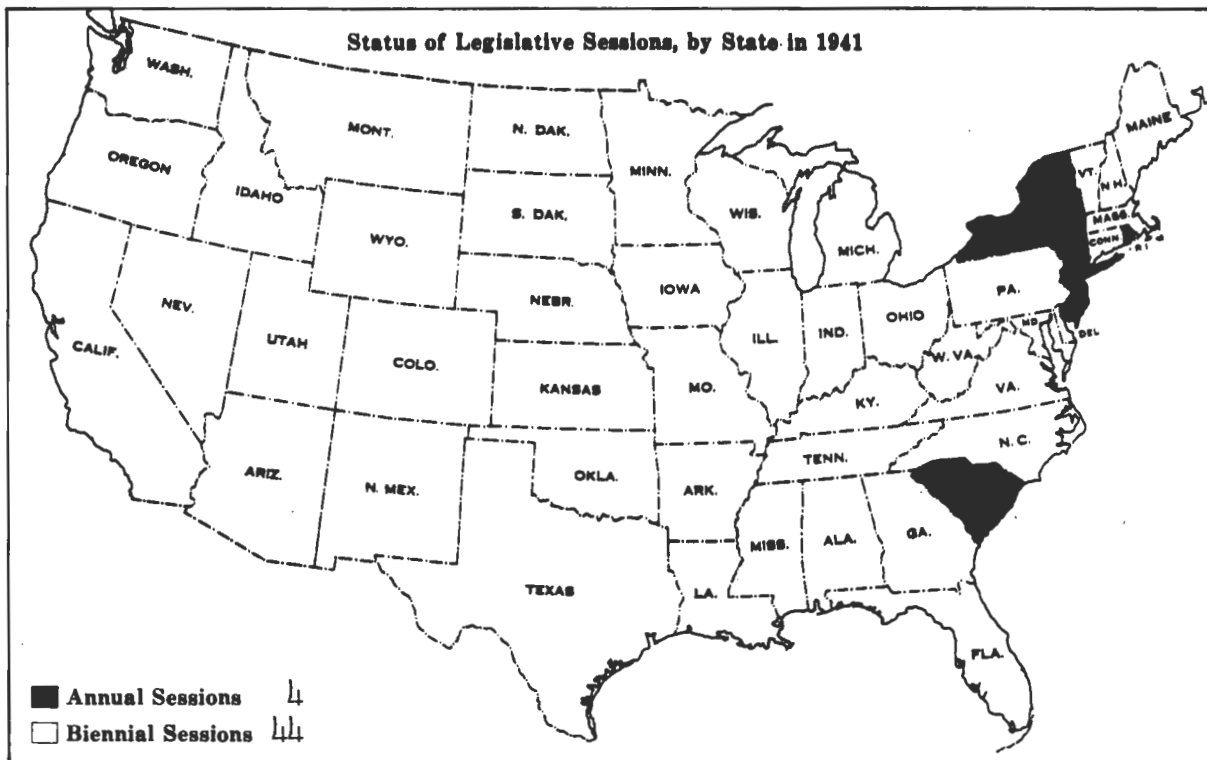 Status of Legislative Sessions, by State in 1941
WASH.
MONT.
N. DAK.
MINN.
MAINE
OREGON
IDAHO
S. DAK.
WIS.
VT.
N H.
WYO.
MICH.
MASS.
CONN
R I
NEV.
NEBR.
IOWA
PA.
UTAH
ILL.
IND.
OHIO
MD
DEL
CALIF.
COLO.
KANSAS
MO.
W. VA.
VA.
KY.
N. C.
ARIZ.
N. MEX.
OKLA.
ARK.
TENN.
MISS.
ALA.
GA.
TEXAS
LA.
FLA.
Annual Sessions 4
Biennial Sessions 44